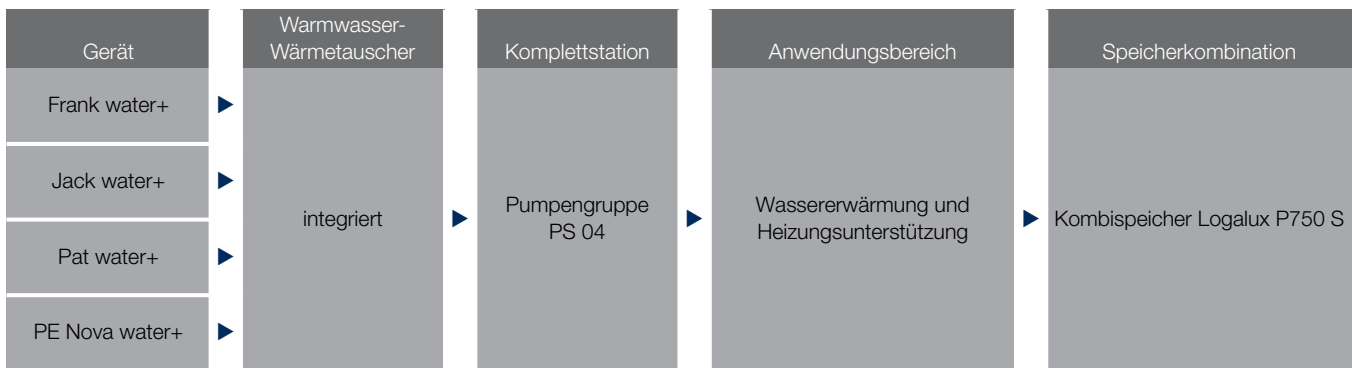 Gerät
Warmwasser-
Wärmetauscher
Komplettstation
Anwendungsbereich
Speicherkombination
Frank water+
Jack water+
Pat water+
PE Nova water+
integriert
Pumpengruppe
PS 04
Wassererwärmung und
Heizungsunterstützung
Kombispeicher Logalux P750 S